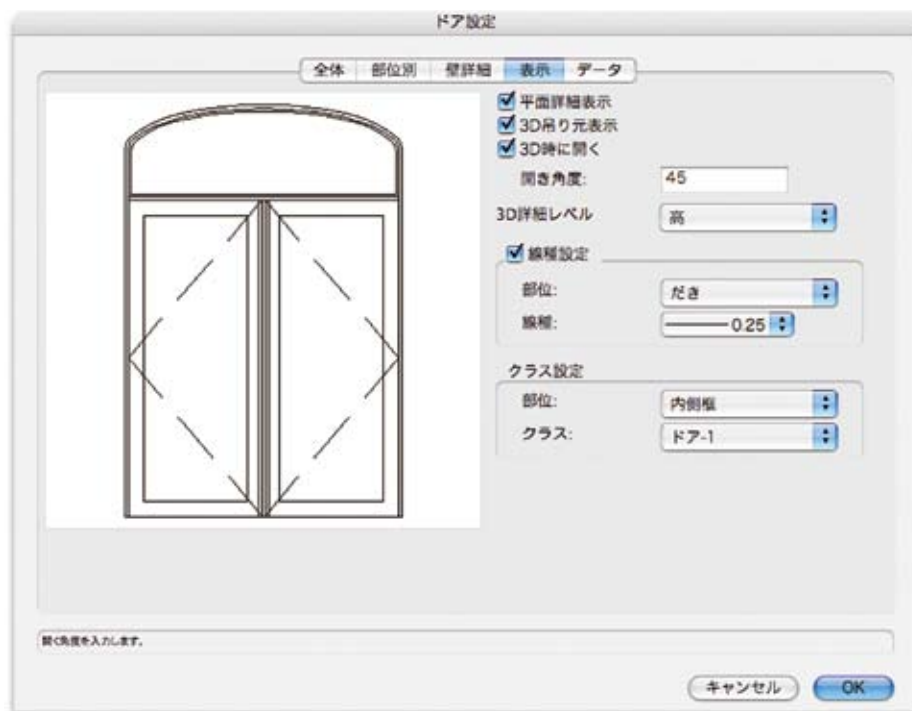 ドア設定
全体 部位別 壁詳細 表示 データ
平面詳細表示
3D吊り元表示
3D時に開く
開き角度: 45
3D詳細レベル 高
線種設定
部位: だき
線種: 0.25
クラス設定
部位: 内側框
クラス: ドア-1
開く角度を入力します。
キャンセル OK